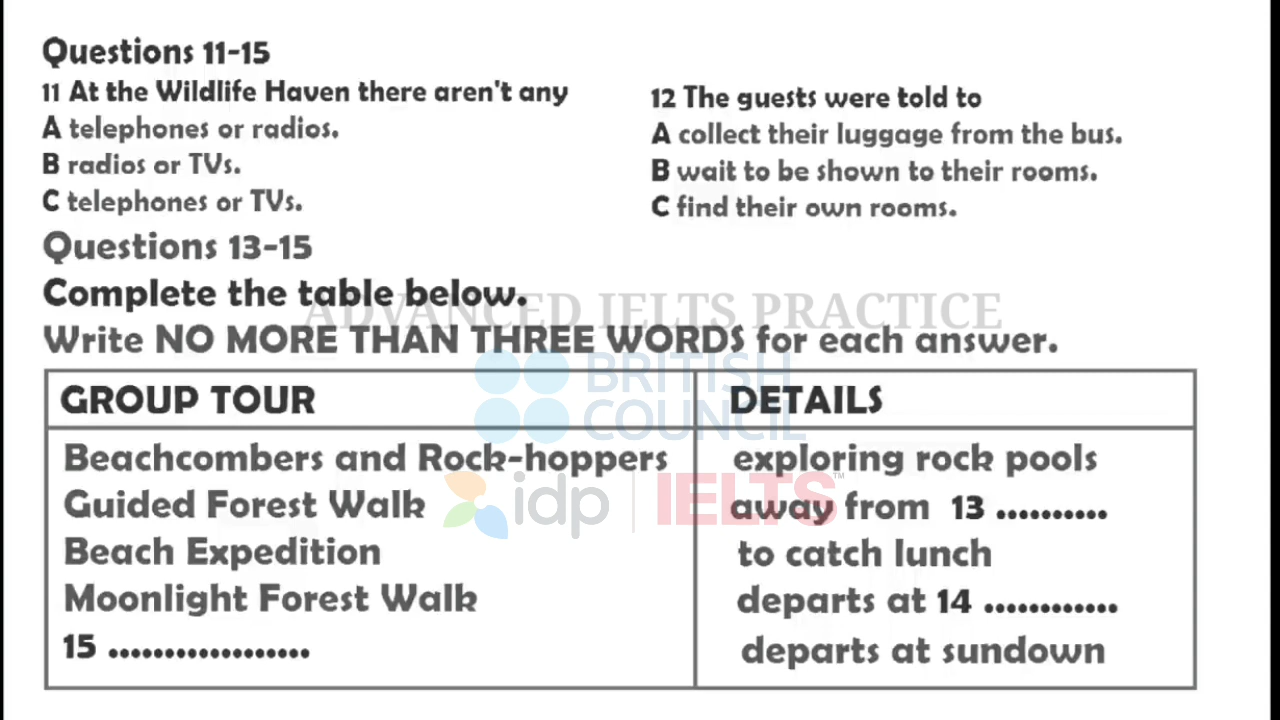 Questions 11-15
11 At the Wildlife Haven there aren't any
A telephones or radios.
B radios or TVs.
C telephones or TVs.
12 The guests were told to
A collect their luggage from the bus.
B wait to be shown to their rooms.
C find their own rooms.
Questions 13-15
Complete the table below.
ADVANCED IELTS PRACTICE
Write NO MORE THAN THREE WORDS for each answer.
BRITISH
COUNCIL
GROUP TOUR DETAILS
Beachcombers and Rock-hoppers exploring rock pools
idp IELTS™
Guided Forest Walk away from 13 ..........
Beach Expedition to catch lunch
Moonlight Forest Walk departs at 14 ............
15 .................. departs at sundown